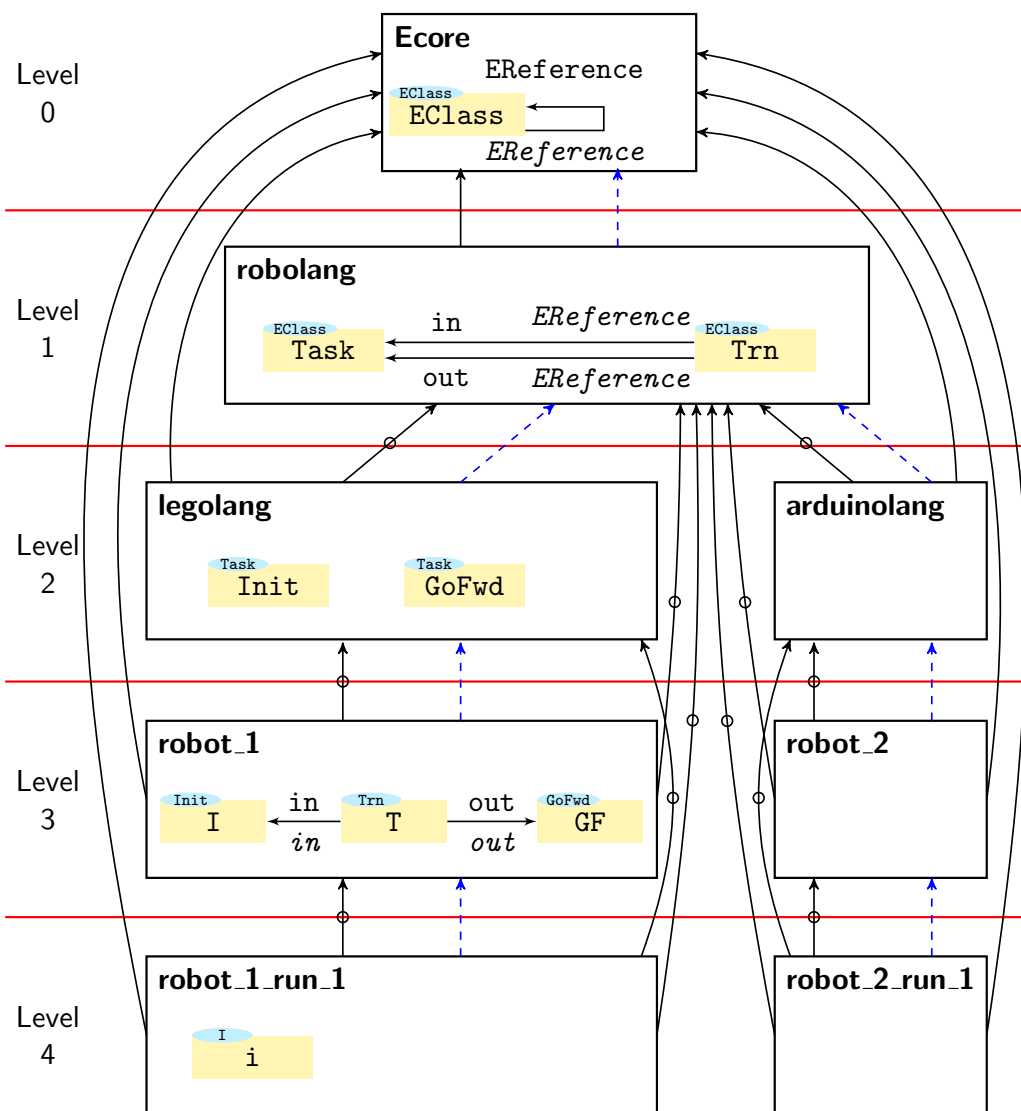 Ecore
Level
0
EReference
EClass
EClass
EReference
robolang
Level
1
in
EReference
EClass
Task
EClass
Trn
out
EReference
legolang
arduinolang
Level
2
Task
Init
Task
GoFwd
robot_1
robot_2
Level
3
Init
I
in
in
Trn
T
out
out
GoFwd
GF
robot_1_run_1
robot_2_run_1
Level
4
I
i